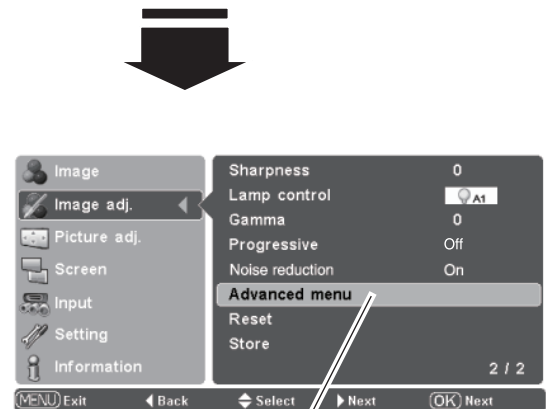 Image
Image adj.
Picture adj.
Screen
Input
Setting
Information
Sharpness 0
Lamp control A1
Gamma 0
Progressive Off
Noise reduction On
Advanced menu
Reset
Store
2 / 2
MENU Exit Back Select Next OK Next